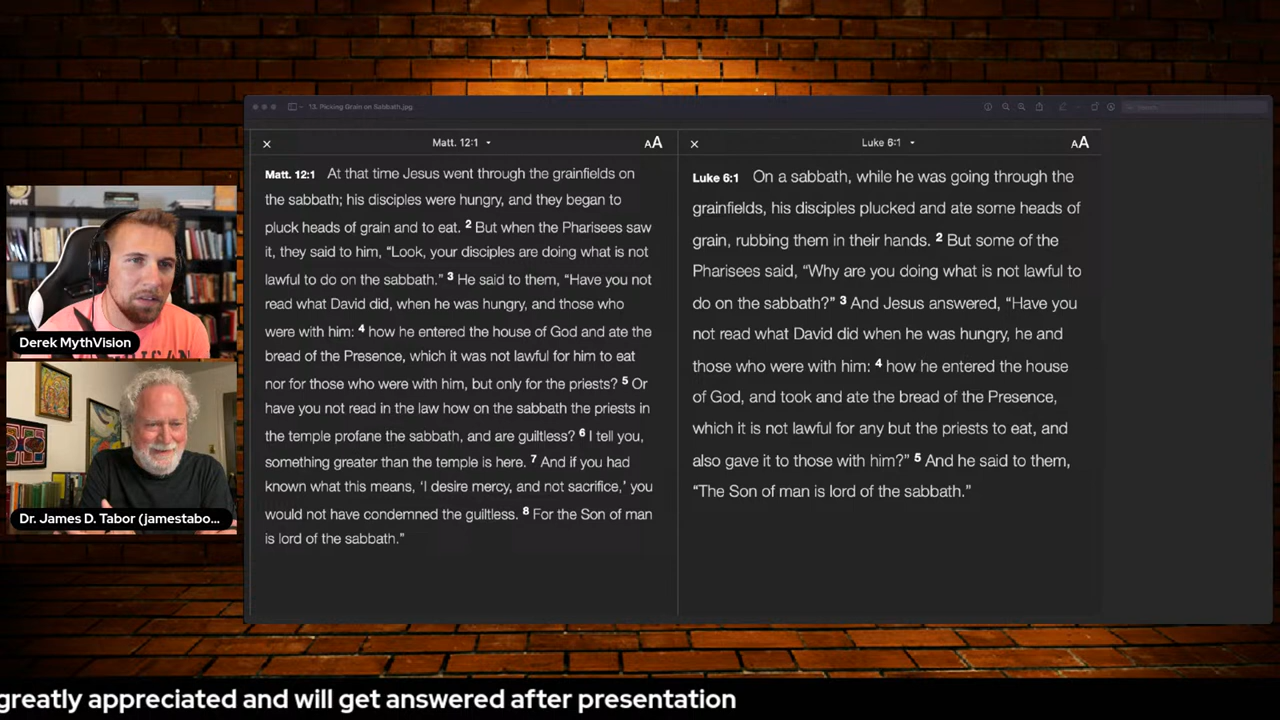 13. Picking Grain on Sabbath.jpg
Matt. 12:1
AA
Matt. 12:1 At that time Jesus went through the grainfields on
the sabbath; his disciples were hungry, and they began to
pluck heads of grain and to eat. 2 But when the Pharisees saw
it, they said to him, “Look, your disciples are doing what is not
lawful to do on the sabbath.” 3 He said to them, “Have you not
read what David did, when he was hungry, and those who
were with him: 4 how he entered the house of God and ate the
bread of the Presence, which it was not lawful for him to eat
nor for those who were with him, but only for the priests? 5 Or
have you not read in the law how on the sabbath the priests in
the temple profane the sabbath, and are guiltless? 6 I tell you,
something greater than the temple is here. 7 And if you had
known what this means, ‘I desire mercy, and not sacrifice,’ you
would not have condemned the guiltless. 8 For the Son of man
is lord of the sabbath.”
Luke 6:1
AA
Luke 6:1 On a sabbath, while he was going through the
grainfields, his disciples plucked and ate some heads of
grain, rubbing them in their hands. 2 But some of the
Pharisees said, “Why are you doing what is not lawful to
do on the sabbath?” 3 And Jesus answered, “Have you
not read what David did when he was hungry, he and
those who were with him: 4 how he entered the house
of God, and took and ate the bread of the Presence,
which it is not lawful for any but the priests to eat, and
also gave it to those with him?” 5 And he said to them,
“The Son of man is lord of the sabbath.”
POPEYE
Derek MythVision
Dr. James D. Tabor (jamestabo...
greatly appreciated and will get answered after presentation